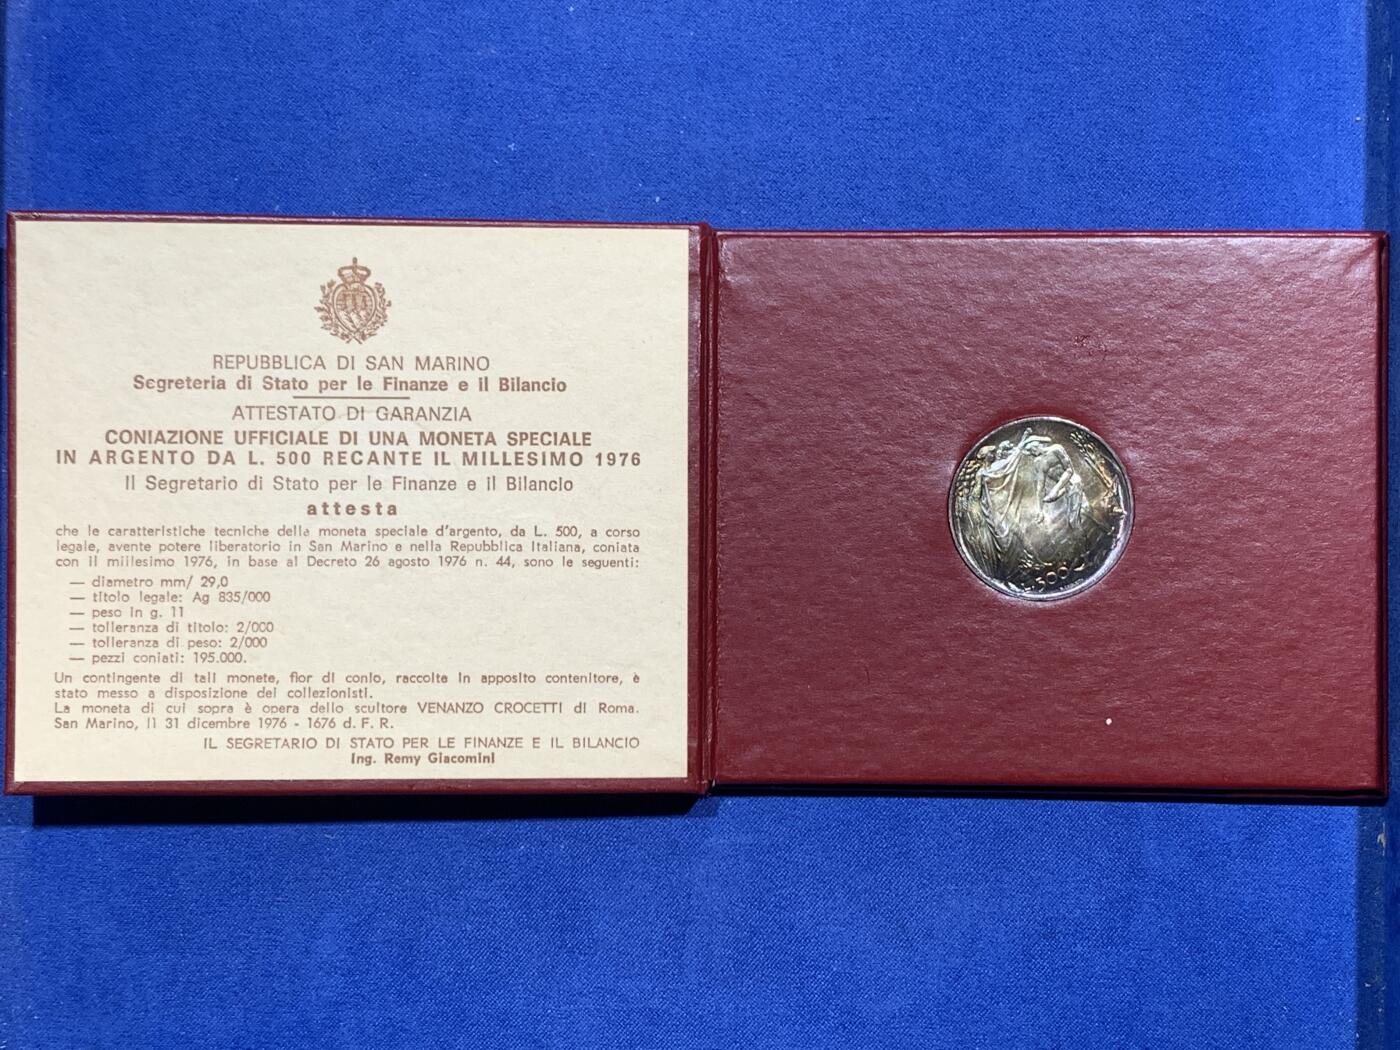 REPUBBLICA DI SAN MARINO
Segreteria di Stato per le Finanze e il Bilancio
ATTESTATO DI GARANZIA
CONIAZIONE UFFICIALE DI UNA MONETA SPECIALE
IN ARGENTO DA L. 500 RECANTE IL MILLESIMO 1976
Il Segretario di Stato per le Finanze e il Bilancio
attesta
che le caratteristiche tecniche della moneta speciale d'argento, da L. 500, a corso
legale, avente potere liberatorio in San Marino e nella Repubblica Italiana, coniata
con il millesimo 1976, in base al Decreto 26 agosto 1976 n. 44, sono le seguenti:
— diametro mm/ 29,0
— titolo legale: Ag 835/000
— peso in g. 11
— tolleranza di titolo: 2/000
— tolleranza di peso: 2/000
— pezzi coniati: 195.000.
Un contingente di tali monete, fior di conio, raccolte in apposito contenitore, è
stato messo a disposizione dei collezionisti.
La moneta di cui sopra è opera dello scultore VENANZO CROCETTI di Roma.
San Marino, il 31 dicembre 1976 - 1676 d. F. R.
IL SEGRETARIO DI STATO PER LE FINANZE E IL BILANCIO
Ing. Remy Giacomini
L. 500